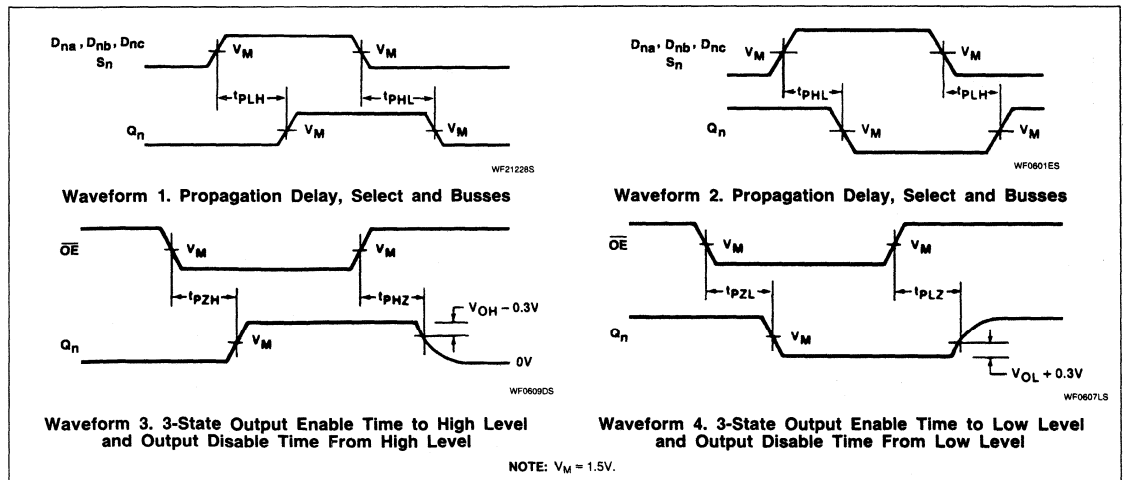 Dna, Dnb, Dnc
Sn
VM
VM
tPLH
tPHL
Qn
VM
VM
WF21228S
Waveform 1. Propagation Delay, Select and Busses
Dna, Dnb, Dnc
Sn
VM
VM
tPHL
tPLH
Qn
VM
VM
WF0601ES
Waveform 2. Propagation Delay, Select and Busses
OE
VM
VM
tPZH
tPHZ
VOH – 0.3V
Qn
VM
0V
WF0609DS
Waveform 3. 3-State Output Enable Time to High Level
and Output Disable Time From High Level
OE
VM
VM
tPZL
tPLZ
Qn
VM
VOL + 0.3V
WF0607LS
Waveform 4. 3-State Output Enable Time to Low Level
and Output Disable Time From Low Level
NOTE: VM = 1.5V.